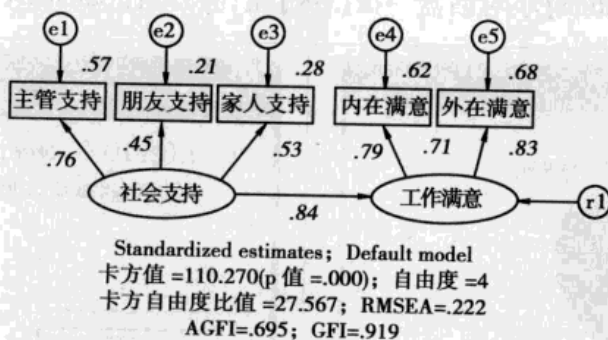 e1 e2 e3 e4 e5
.57 .21 .28 .62 .68
主管支持 朋友支持 家人支持 内在满意 外在满意
.76 .45 .53 .79 .71 .83
社会支持 工作满意 r1
.84
Standardized estimates; Default model
卡方值=110.270(p值=.000); 自由度=4
卡方自由度比值=27.567; RMSEA=.222
AGFI=.695; GFI=.919